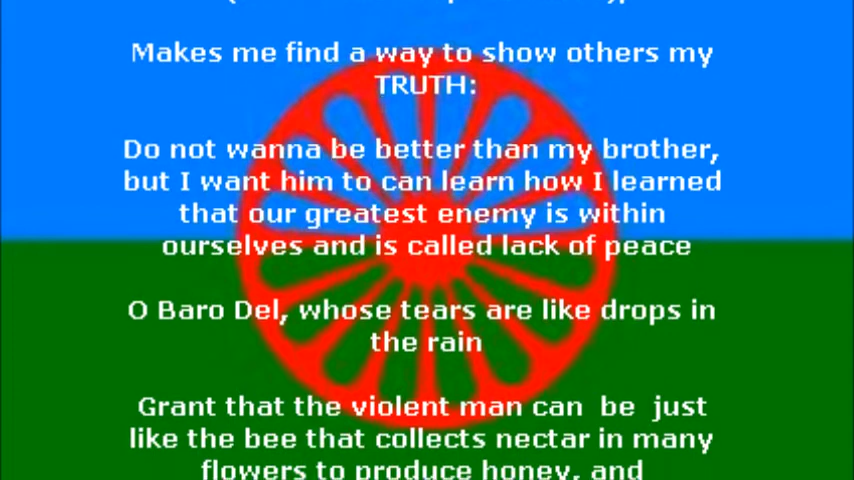 Makes me find a way to show others my
TRUTH:
Do not wanna be better than my brother,
but I want him to can learn how I learned
that our greatest enemy is within
ourselves and is called lack of peace
O Baro Del, whose tears are like drops in
the rain
Grant that the violent man can be just
like the bee that collects nectar in many
flowers to produce honey, and